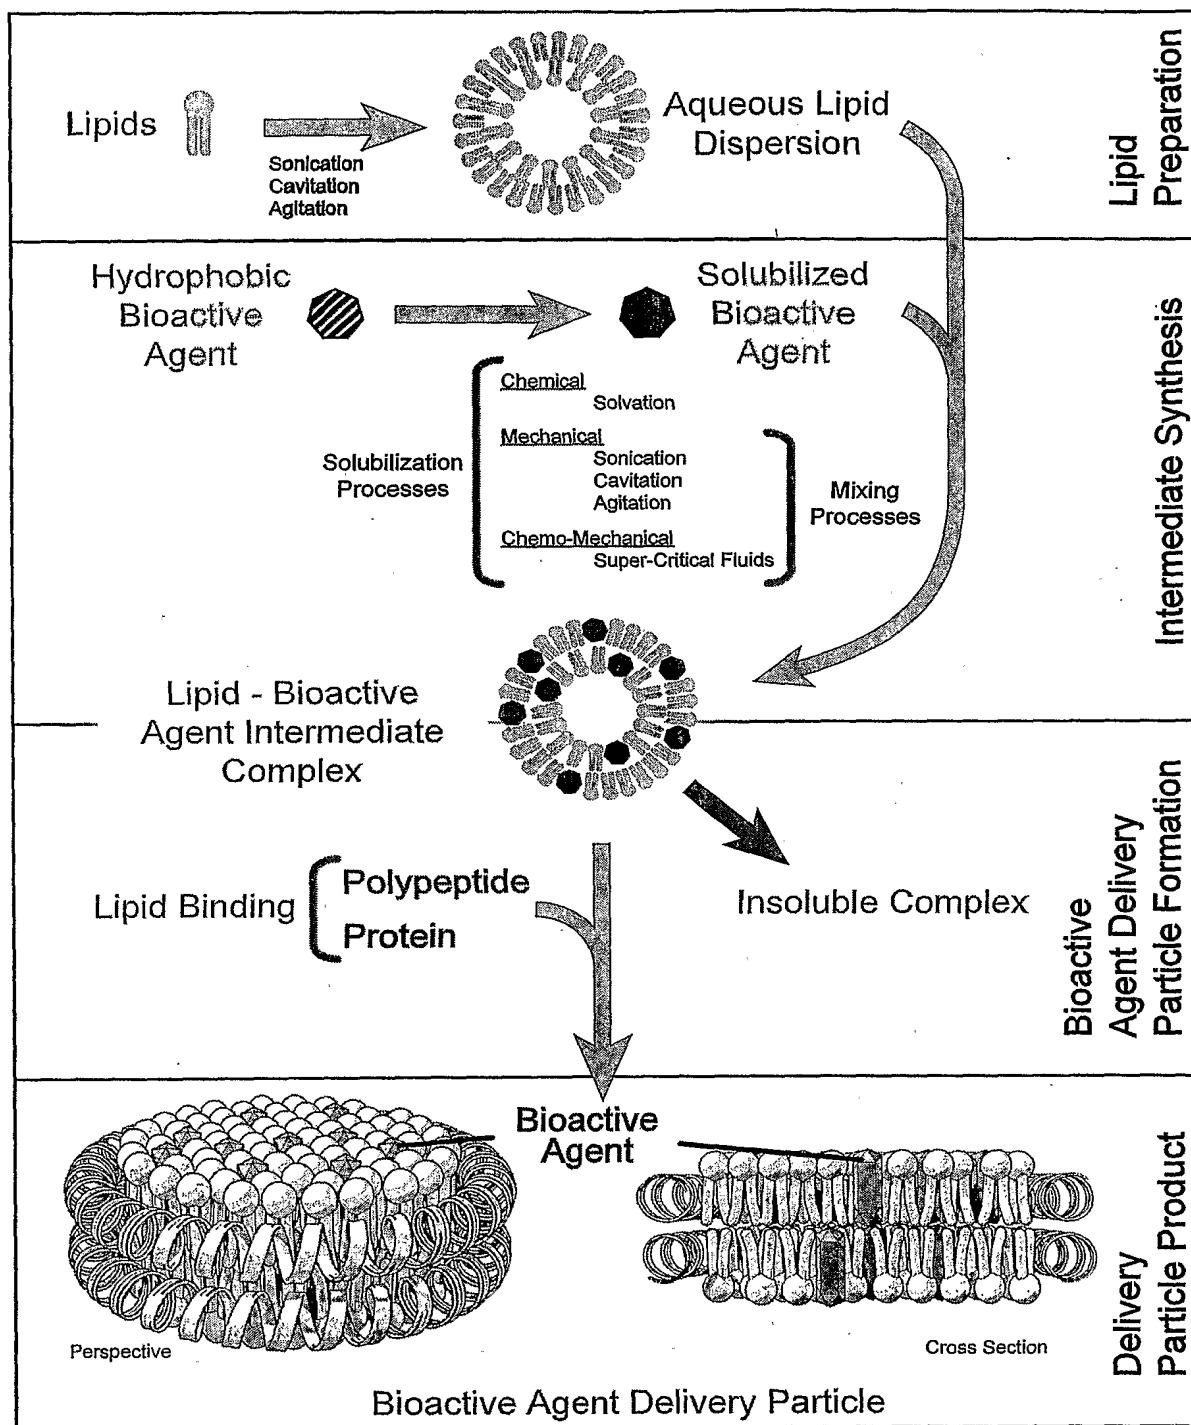 Lipids
Sonication
Cavitation
Agitation
Aqueous Lipid
Dispersion
Lipid
Preparation
Hydrophobic
Bioactive
Agent
Solubilized
Bioactive
Agent
Solubilization
Processes
Chemical
Solvation
Mechanical
Sonication
Cavitation
Agitation
Chemo-Mechanical
Super-Critical Fluids
Mixing
Processes
Intermediate Synthesis
Lipid - Bioactive
Agent Intermediate
Complex
Lipid Binding
Polypeptide
Protein
Insoluble Complex
Bioactive
Agent Delivery
Particle Formation
Bioactive
Agent
Perspective
Cross Section
Delivery
Particle Product
Bioactive Agent Delivery Particle